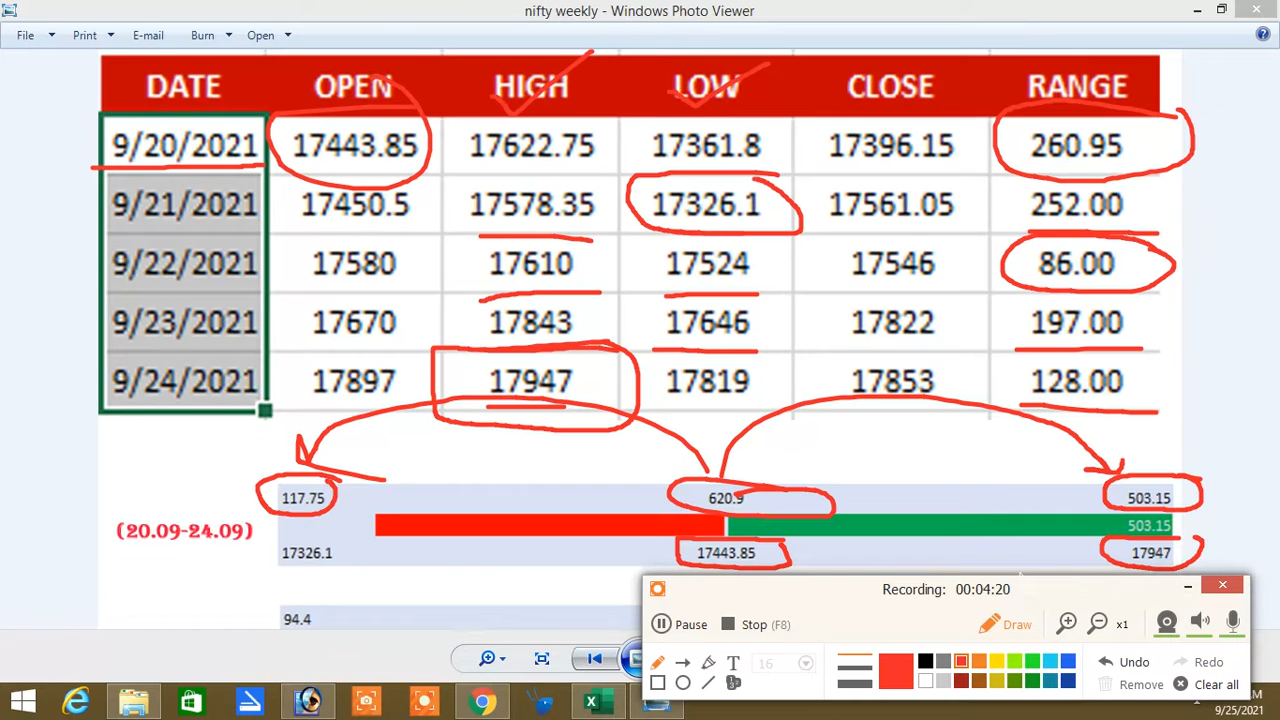 nifty weekly - Windows Photo Viewer
File Print E-mail Burn Open
DATE OPEN HIGH LOW CLOSE RANGE
9/20/2021 17443.85 17622.75 17361.8 17396.15 260.95
9/21/2021 17450.5 17578.35 17326.1 17561.05 252.00
9/22/2021 17580 17610 17524 17546 86.00
9/23/2021 17670 17843 17646 17822 197.00
9/24/2021 17897 17947 17819 17853 128.00
117.75 620.9 503.15
(20.09-24.09) 503.15
17326.1 17443.85 17947
94.4
Recording: 00:04:20
Pause Stop (F8) Draw x1
T 16 Undo Redo
Remove Clear all
9/25/2021